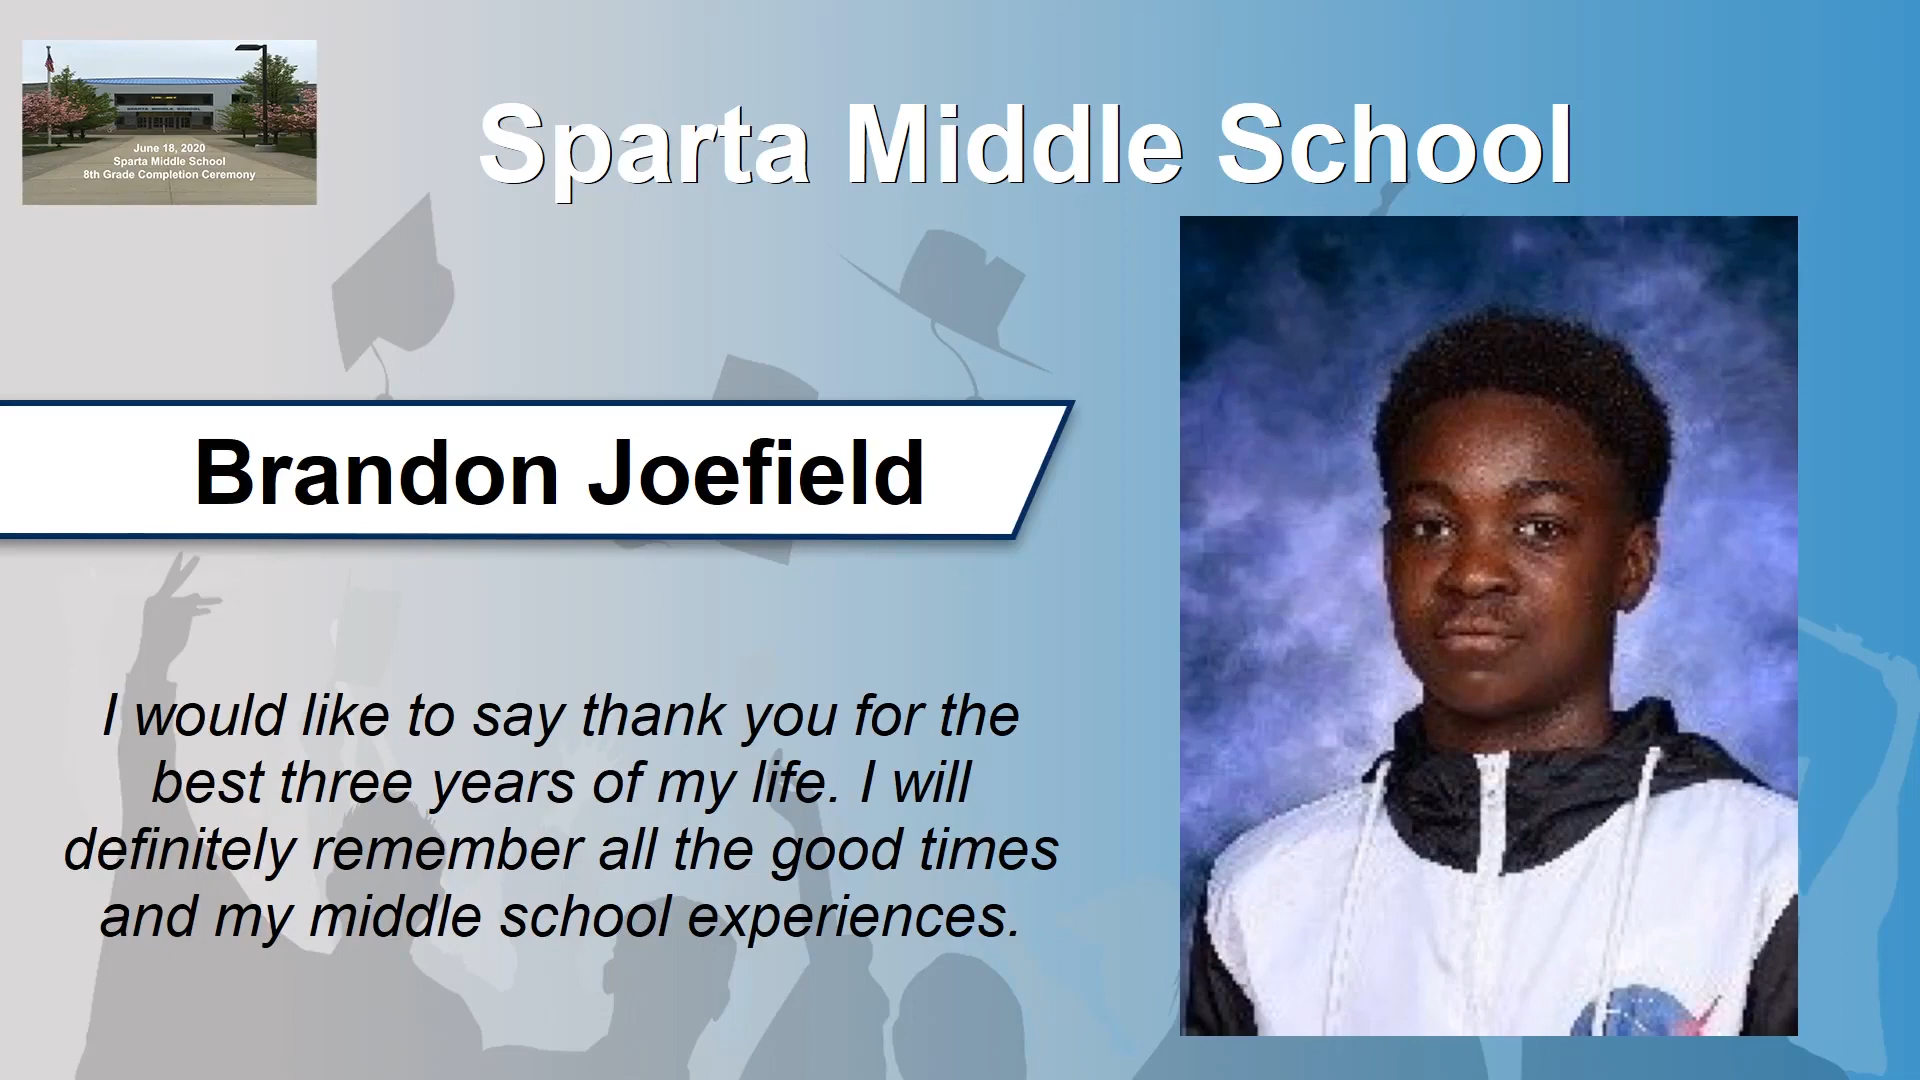 Sparta Middle School
June 18, 2020
Sparta Middle School
8th Grade Completion Ceremony
Brandon Joefield
I would like to say thank you for the
best three years of my life. I will
definitely remember all the good times
and my middle school experiences.